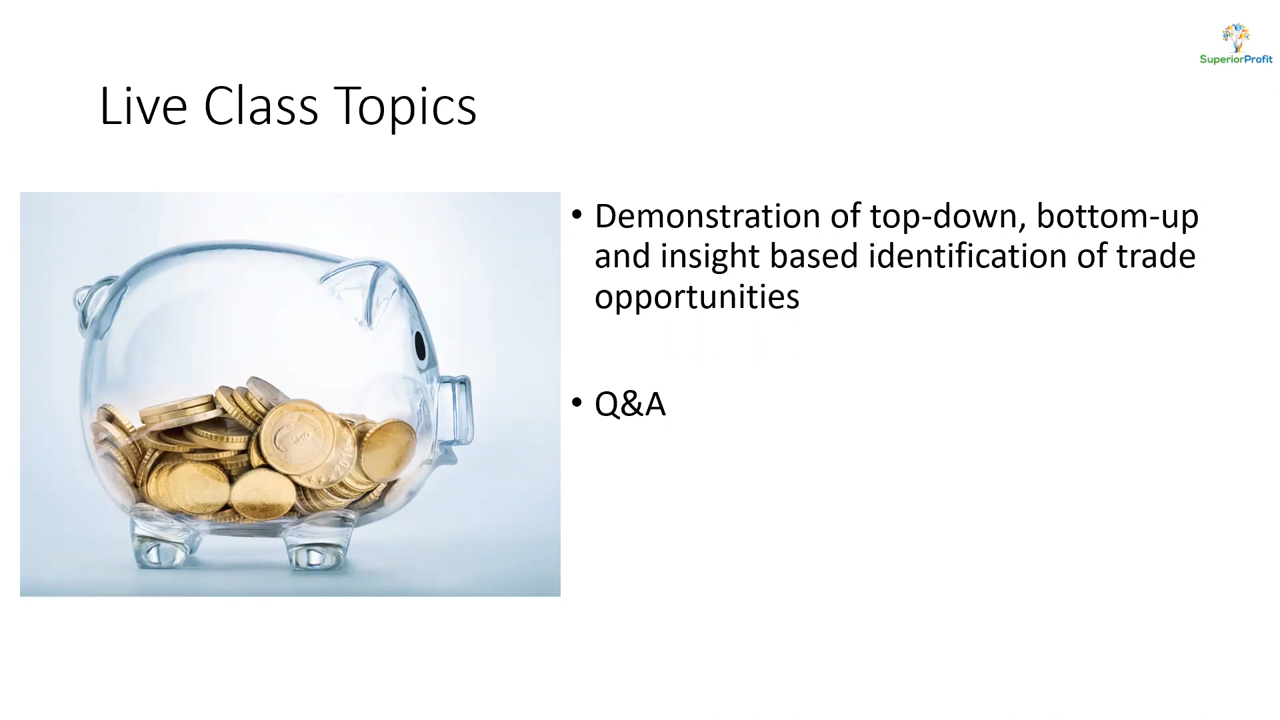 SuperiorProfit
Live Class Topics
• Demonstration of top-down, bottom-up
and insight based identification of trade
opportunities
• Q&A